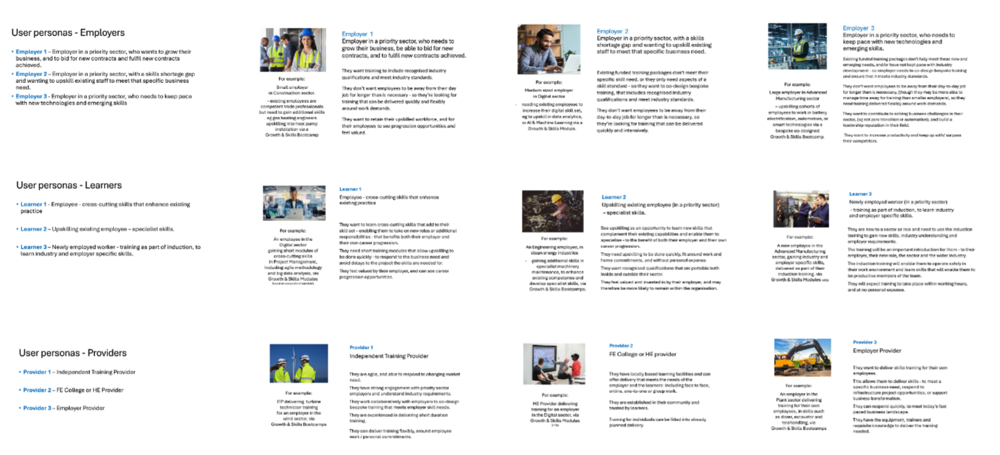 User personas - Employers
• Employer 1 – Employer in a priority sector, who wants to grow their
business, and to bid for new contracts and fulfil new contracts
achieved.
• Employer 2 – Employer in a priority sector, with a skills shortage gap
and wanting to upskill existing staff to meet that specific business
need.
• Employer 3 - Employer in a priority sector, who needs to keep pace
with new technologies and emerging skills
For example:
Small employer
in Construction sector.
- existing employees are
competent trade professionals
but need to gain additional skills
eg gas heating engineers
upskilling into heat pump
installation via a
Growth & Skills Bootcamp
Employer 1
Employer in a priority sector, who needs to
grow their business, be able to bid for new
contracts, and to fulfil new contracts achieved.
They want training to include recognised industry
qualifications and meet industry standards.
They don't want employees to be away from their day
job for longer than is necessary - so they're looking for
training that can be delivered quickly and flexibly
around work demands.
They want to retain their upskilled workforce, and for
their employees to see progression opportunities and
feel valued.
For example:
Medium sized employer
in Digital sector
- needing existing employees to
increase their digital skill set,
eg to upskill in data analytics,
or AI & Machine Learning via a
Growth & Skills Module.
Employer 2
Employer in a priority sector, with a skills
shortage gap and wanting to upskill existing
staff to meet that specific business need.
Existing funded training packages don't meet their
specific skill need, or they only need aspects of a
skill standard - so they want to co-design bespoke
training, that includes recognised industry
qualifications and meet industry standards.
They don't want employees to be away from their
day-to-day job for longer than is necessary, so
they're looking for training that can be delivered
quickly and intensively.
For example:
Large employer in Advanced
Manufacturing sector
– upskilling cohorts of
employees to work in battery
electrification, automation, or
smart technologies via a
bespoke co-designed
Growth & Skills Bootcamp.
Employer 3
Employer in a priority sector, who needs to
keep pace with new technologies and
emerging skills.
Existing funded training packages don't fully meet these new and
emerging needs, and/or have not kept pace with industry
development - so employer needs to co-design bespoke training
and ensure that it meets industry standards.
They don't want employees to be away from their day-to-day job
for longer than is necessary, (though they may be more able to
manage time away for training than smaller employers), so they
need training delivered flexibly around work demands.
They want to contribute to solving business challenges in their
sector, (eg net zero transition or automation), and build a
leadership reputation in their field.
They want to increase productivity and keep up with/ surpass
their competitors.
User personas - Learners
• Learner 1 - Employee - cross-cutting skills that enhance existing
practice
• Learner 2 – Upskilling existing employee – specialist skills.
• Learner 3 – Newly employed worker - training as part of induction, to
learn industry and employer specific skills.
For example:
An employee in the
Digital sector
gaining short modules of
cross-cutting skills
in Project Management,
including agile methodology
and big data analysis, via
Growth & Skills Modules
Learner 1
Employee - cross-cutting skills that enhance
existing practice
They want to learn cross-cutting skills that add to their
skill set – enabling them to take on new roles or additional
responsibilities - that benefits both their employer and
their own career progression.
They need short training modules that allow upskilling to
be done quickly - to respond to the business need and
avoid delays to the project the skills are needed for.
They feel valued by their employer, and can see career
progression opportunities.
For example:
An Engineering employee, in
clean energy industries
- gaining additional skills in
specialist machinery
maintenance, to enhance
existing competence and
develop specialist skills, via
Growth & Skills Bootcamps.
Learner 2
Upskilling existing employee (in a priority sector)
– specialist skills.
See upskilling as an opportunity to learn new skills that
complement their existing capabilities and enable them to
specialise - to the benefit of both their employer and their own
career progression.
They need upskilling to be done quickly, fit around work and
home commitments, and without personal expense.
They want recognised qualifications that are portable both
inside and outside their sector.
They feel valued and invested in by their employer, and may
therefore be more likely to remain within the organisation.
For example:
A new employee in the
Advanced Manufacturing
sector, gaining industry and
employer specific skills,
delivered as part of their
induction training, via
Growth & Skills Modules
Learner 3
Newly employed worker (in a priority sector)
- training as part of induction, to learn industry
and employer specific skills.
They are new to a sector or role and need to use the induction
training to gain new skills, industry understanding and
employer requirements.
The training will be an important introduction for them - to their
employer, their new role, the sector and the wider industry.
The induction training will enable them to operate safely in
their work environment and learn skills that will enable them to
be productive members of the team.
They will expect training to take place within working hours,
and at no personal expense.
User personas - Providers
• Provider 1 – Independent Training Provider
• Provider 2 – FE College or HE Provider
• Provider 3 – Employer Provider
For example:
ITP delivering turbine
technician training
for an employer in the
wind sector, via
Growth & Skills Bootcamps
Provider 1
Independent Training Provider
They are agile, and able to respond to changing market
need.
They have strong engagement with priority sector
employers and understand industry requirements.
They work collaboratively with employers to co-design
bespoke training that meets employer skill needs.
They are experienced in delivering short duration
training.
They can deliver training flexibly, around employee
work / personal commitments.
For example:
HE Provider delivering
training for an employer
in the Digital sector, via
Growth & Skills Modules
Provider 2
FE College or HE provider
They have locally based learning facilities and can
offer delivery that meets the needs of the
employer and the learners: including face to face,
online, one-to-one or group work.
They are established in their community and
trusted by learners.
Training for individuals can be fitted into already
planned delivery.
For example:
An employer in the
Plant sector delivering
training for their own
employees, in skills such
as dozer, excavator and
telehandling, via
Growth & Skills Bootcamps
Provider 3
Employer Provider
They want to deliver skills training for their own
employees.
This allows them to deliver skills - to meet a
specific business need, respond to
infrastructure project opportunities, or support
business transformation.
They can respond quickly, to meet today's fast
paced business landscape.
They have the equipment, trainers and
requisite knowledge to deliver the training
needed.